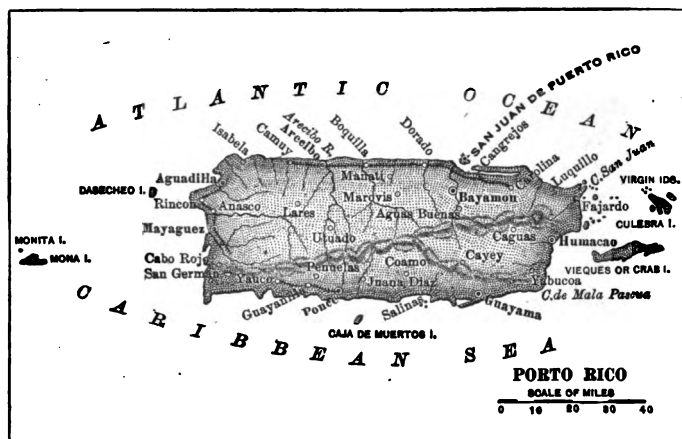 ATLANTIC OCEAN
SAN JUAN DE PUERTO RICO
Isabela
Camuy
Arecibo R.
Arecibo
Boquilla
Dorado
Cangrejos
Carolina
Luquillo
C. San Juan
Aguadilla
Manati
VIRGIN IDS.
DASECHEO I.
Rincon
Anasco
Lares
Marovis
Bayamon
Aguas Buenas
Fajardo
CULEBRA I.
Mayaguez
Utuado
Caguas
Humacao
MONITA I.
MONA I.
Cabo Rojo
San German
Yauco
Penuelas
Coamo
Cayey
VIEQUES OR CRAB I.
Guayanilla
Ponce
Juana Diaz
Salinas
Guayama
Yabucoa
C. de Mala Pascua
CAJA DE MUERTOS I.
CARIBBEAN SEA
PORTO RICO
SCALE OF MILES
0 10 20 30 40